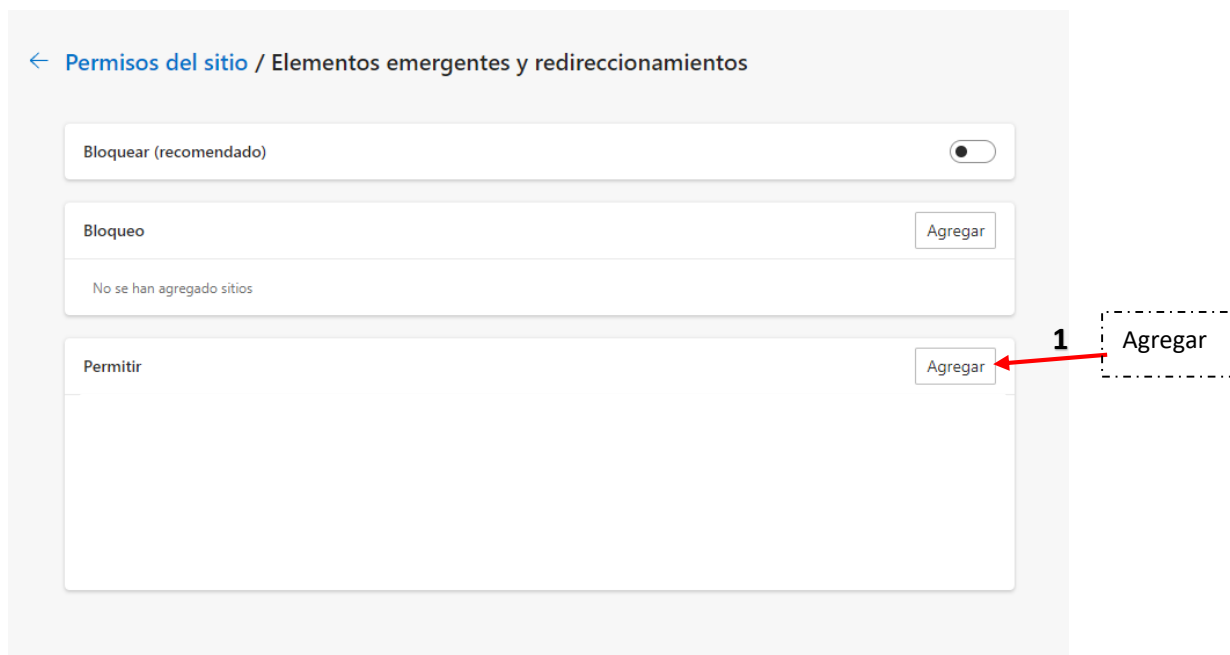 Permisos del sitio / Elementos emergentes y redireccionamientos
Bloquear (recomendado)
Bloqueo
Agregar
No se han agregado sitios
Permitir
Agregar
1
Agregar